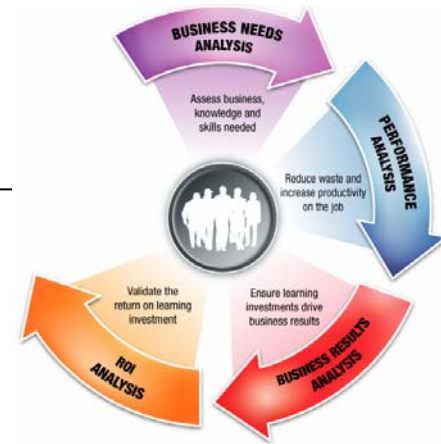 BUSINESS NEEDS
ANALYSIS
Assess business,
knowledge and
skills needed
PERFORMANCE
ANALYSIS
Reduce waste and
increase productivity
on the job
BUSINESS RESULTS
ANALYSIS
Ensure learning
investments drive
business results
ROI
ANALYSIS
Validate the
return on learning
investment